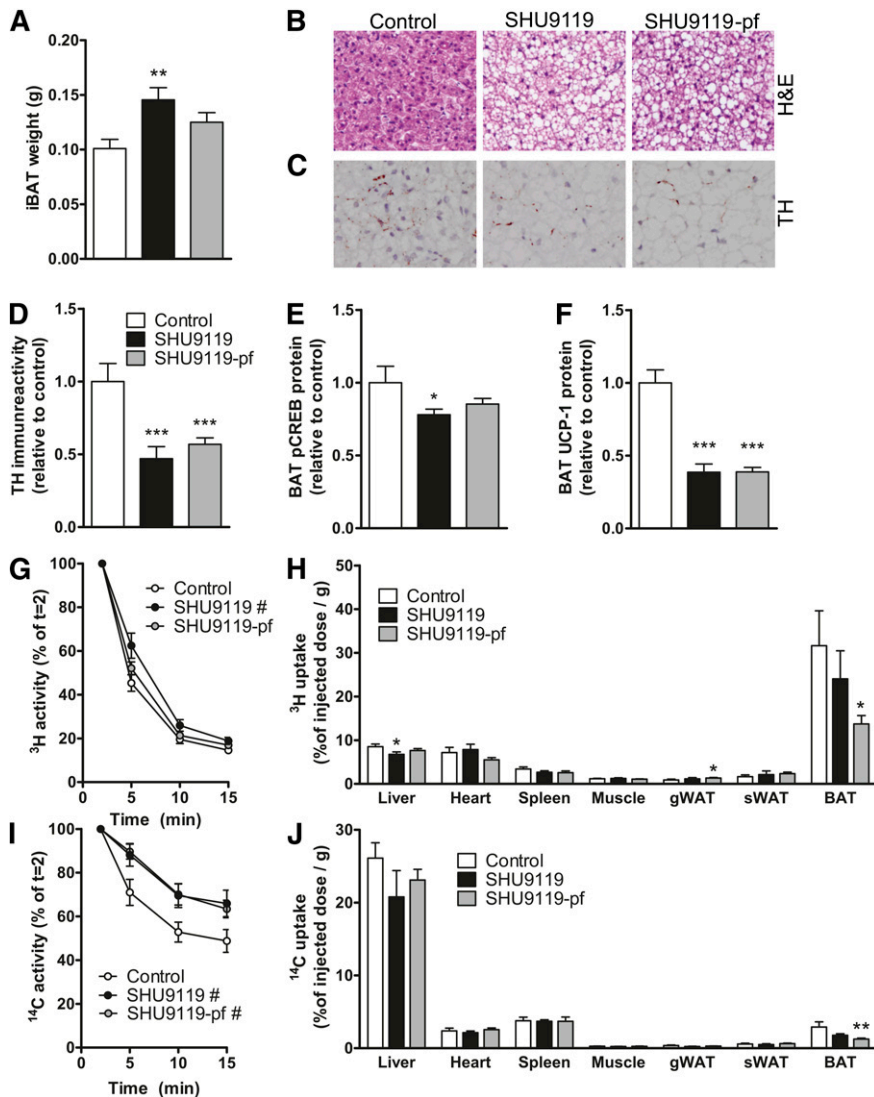 A
iBAT weight (g)
0.20
0.15
0.10
0.05
0.00
**
B
Control
SHU9119
SHU9119-pf
H&E
C
TH
D
TH immunreactivity
(relative to control)
1.5
1.0
0.5
0.0
Control
SHU9119
SHU9119-pf
***
***
E
BAT pCREB protein
(relative to control)
1.5
1.0
0.5
0.0
*
F
BAT UCP-1 protein
(relative to control)
1.5
1.0
0.5
0.0
***
***
G
³H activity (% of t=2)
100
80
60
40
20
0
Control
SHU9119 #
SHU9119-pf
0 5 10 15
Time (min)
H
³H uptake
(%of injected dose / g)
50
40
30
20
10
0
Control
SHU9119
SHU9119-pf
*
*
*
Liver Heart Spleen Muscle gWAT sWAT BAT
I
¹⁴C activity (% of t=2)
100
80
60
40
20
0
Control
SHU9119 #
SHU9119-pf #
0 5 10 15
Time (min)
J
¹⁴C uptake
(%of injected dose / g)
30
20
10
0
Control
SHU9119
SHU9119-pf
**
Liver Heart Spleen Muscle gWAT sWAT BAT